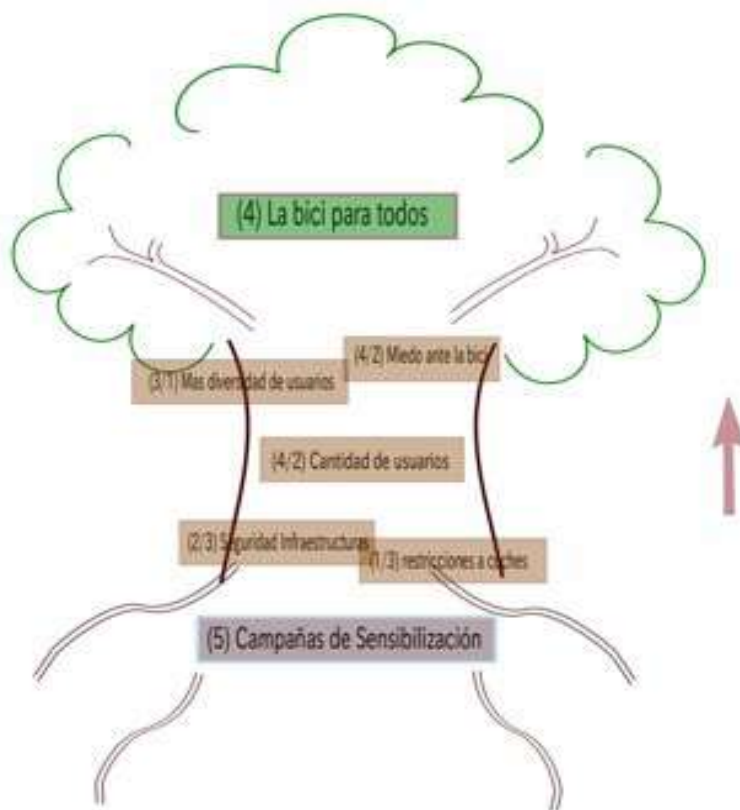 (4) La bici para todos
(4/2) Miedo ante la bici
(3/1) Mas diversidad de usuarios
(4/2) Cantidad de usuarios
(2/3) Seguridad Infraestructuras
(1/3) restricciones a coches
(5) Campañas de Sensibilización